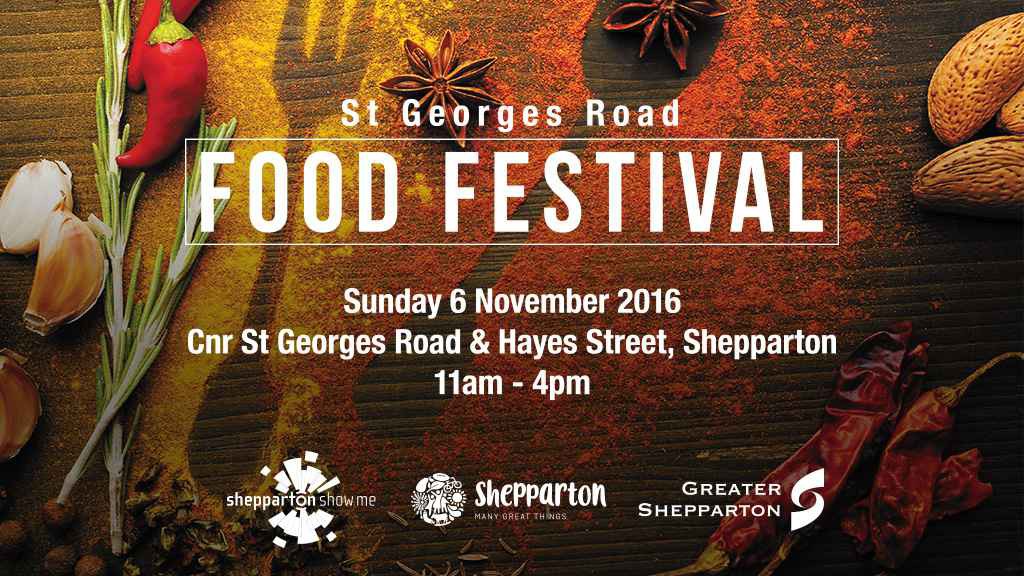 St Georges Road
FOOD FESTIVAL
Sunday 6 November 2016
Cnr St Georges Road & Hayes Street, Shepparton
11am - 4pm
shepparton show me
Shepparton
MANY GREAT THINGS
GREATER
SHEPPARTON